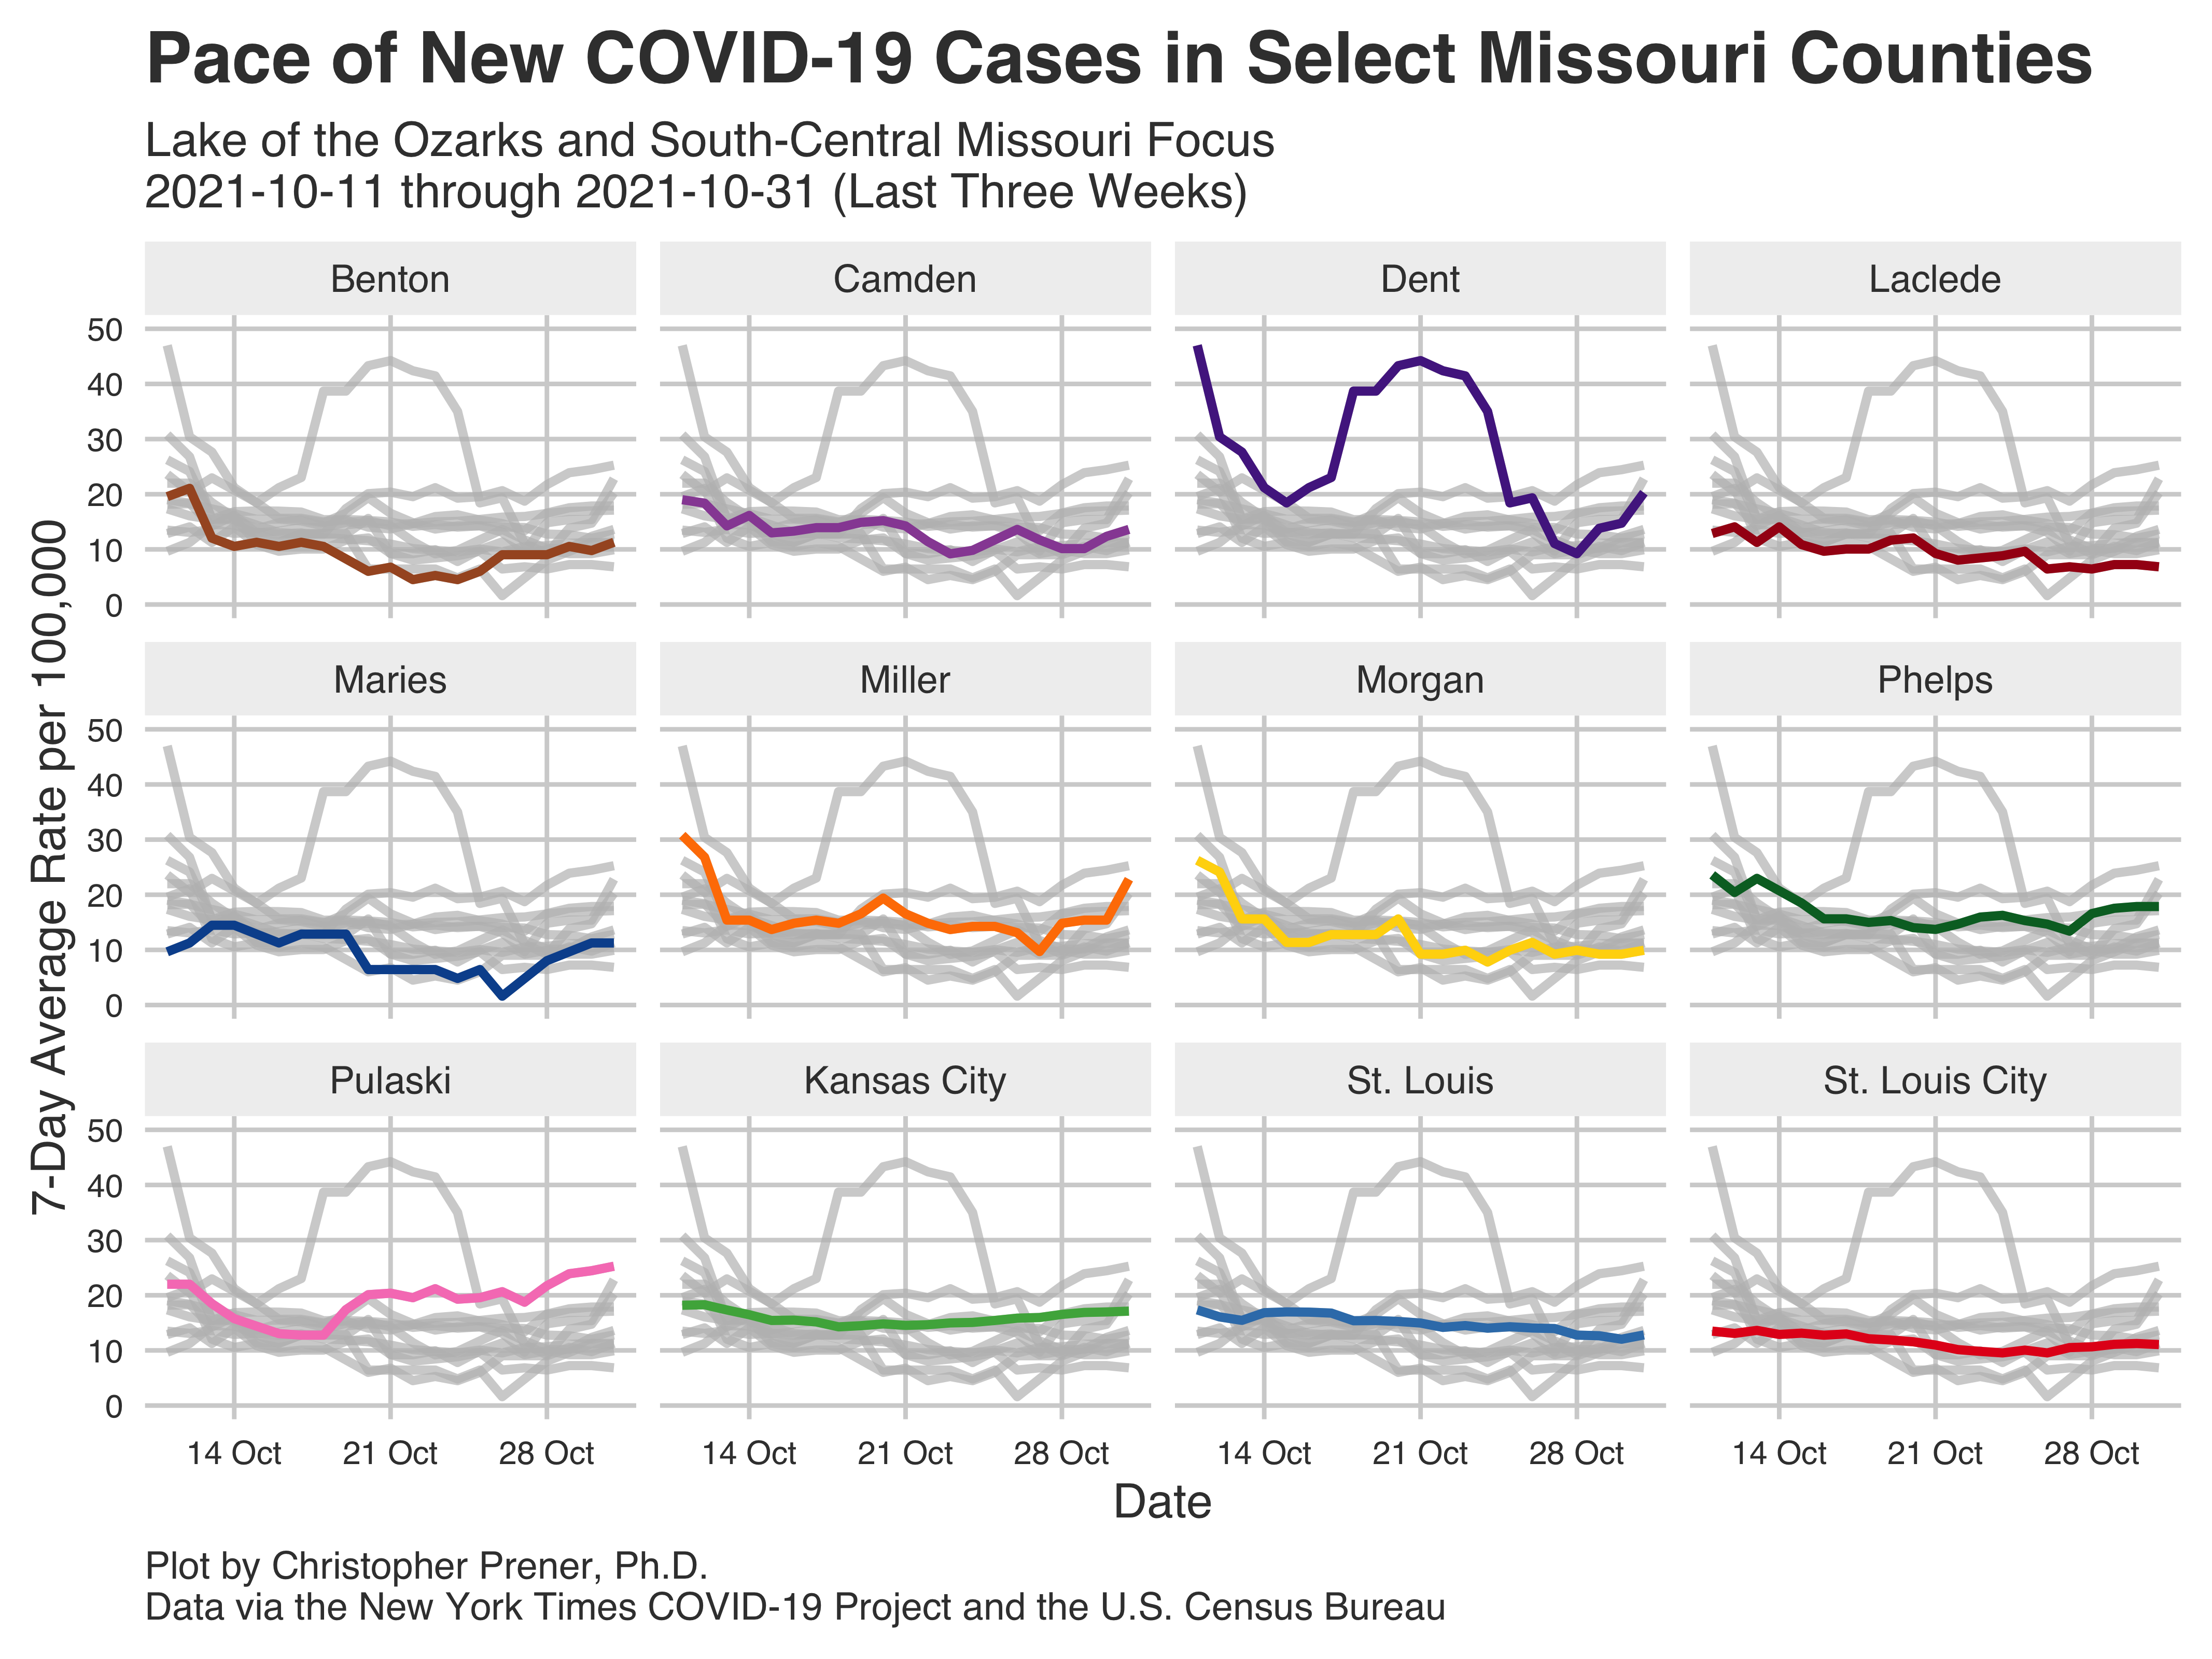 Pace of New COVID-19 Cases in Select Missouri Counties
Lake of the Ozarks and South-Central Missouri Focus
2021-10-11 through 2021-10-31 (Last Three Weeks)
7-Day Average Rate per 100,000
Benton
Camden
Dent
Laclede
50
40
30
20
10
0
Maries
Miller
Morgan
Phelps
50
40
30
20
10
0
Pulaski
Kansas City
St. Louis
St. Louis City
50
40
30
20
10
0
14 Oct 21 Oct 28 Oct
14 Oct 21 Oct 28 Oct
14 Oct 21 Oct 28 Oct
14 Oct 21 Oct 28 Oct
Date
Plot by Christopher Prener, Ph.D.
Data via the New York Times COVID-19 Project and the U.S. Census Bureau